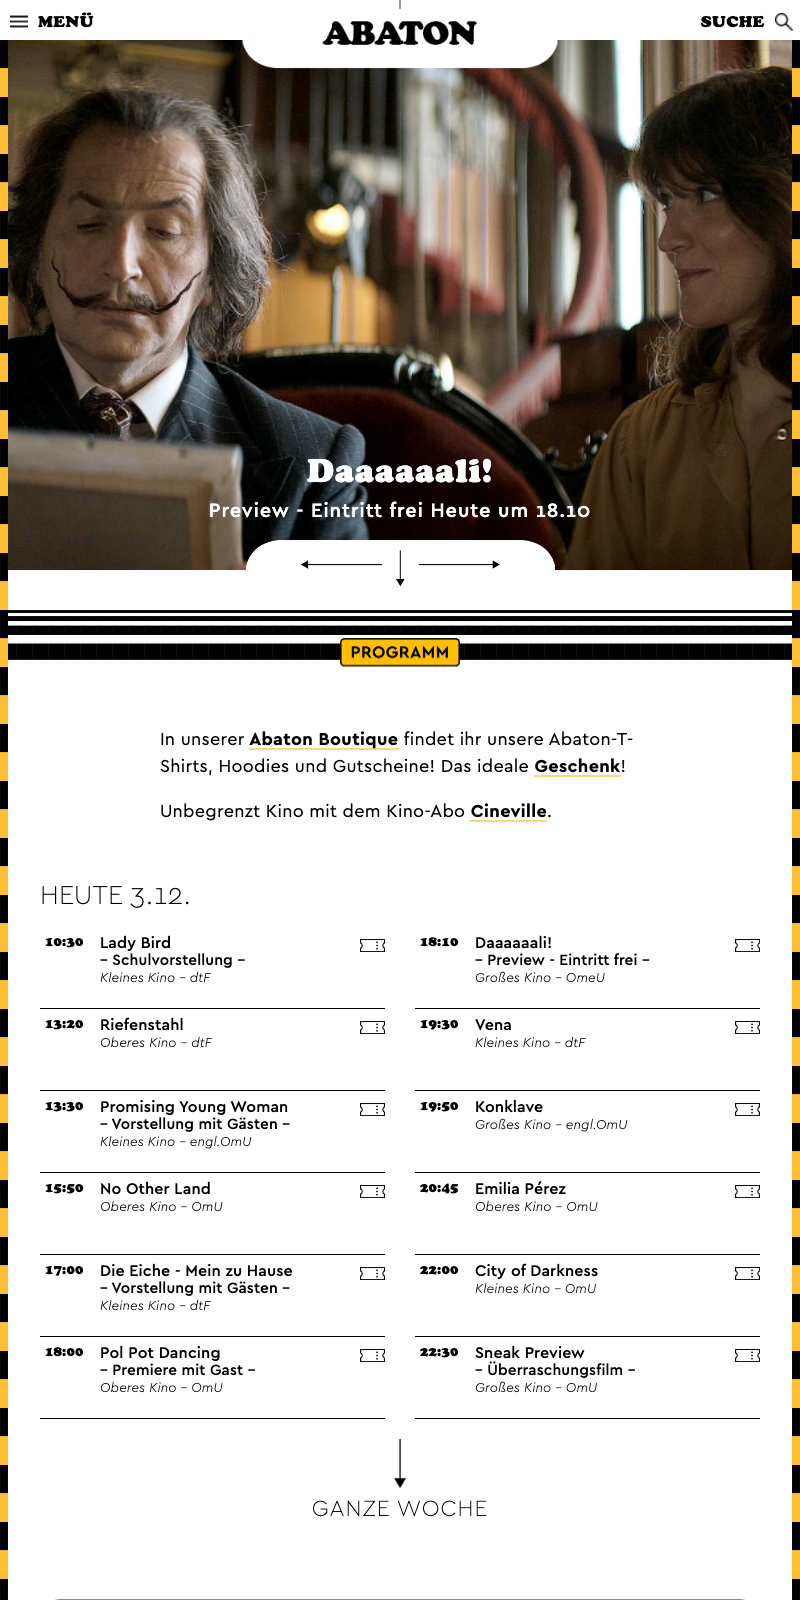 MENÜ
ABATON
SUCHE
Daaaaaali!
Preview - Eintritt frei Heute um 18.10
PROGRAMM
In unserer Abaton Boutique findet ihr unsere Abaton-T-
Shirts, Hoodies und Gutscheine! Das ideale Geschenk!
Unbegrenzt Kino mit dem Kino-Abo Cineville.
HEUTE 3.12.
10:30 Lady Bird
– Schulvorstellung –
Kleines Kino – dtF
13:20 Riefenstahl
Oberes Kino – dtF
13:30 Promising Young Woman
– Vorstellung mit Gästen –
Kleines Kino – engl.OmU
15:50 No Other Land
Oberes Kino – OmU
17:00 Die Eiche - Mein zu Hause
– Vorstellung mit Gästen –
Kleines Kino – dtF
18:00 Pol Pot Dancing
– Premiere mit Gast –
Oberes Kino – OmU
18:10 Daaaaaali!
– Preview - Eintritt frei –
Großes Kino – OmeU
19:30 Vena
Kleines Kino – dtF
19:50 Konklave
Großes Kino – engl.OmU
20:45 Emilia Pérez
Oberes Kino – OmU
22:00 City of Darkness
Kleines Kino – OmU
22:30 Sneak Preview
– Überraschungsfilm –
Großes Kino – OmU
GANZE WOCHE